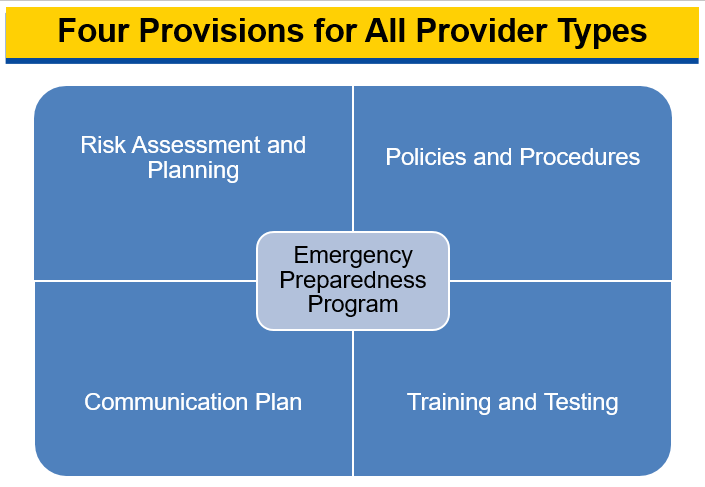 Four Provisions for All Provider Types
Risk Assessment and
Planning
Policies and Procedures
Emergency
Preparedness
Program
Communication Plan
Training and Testing